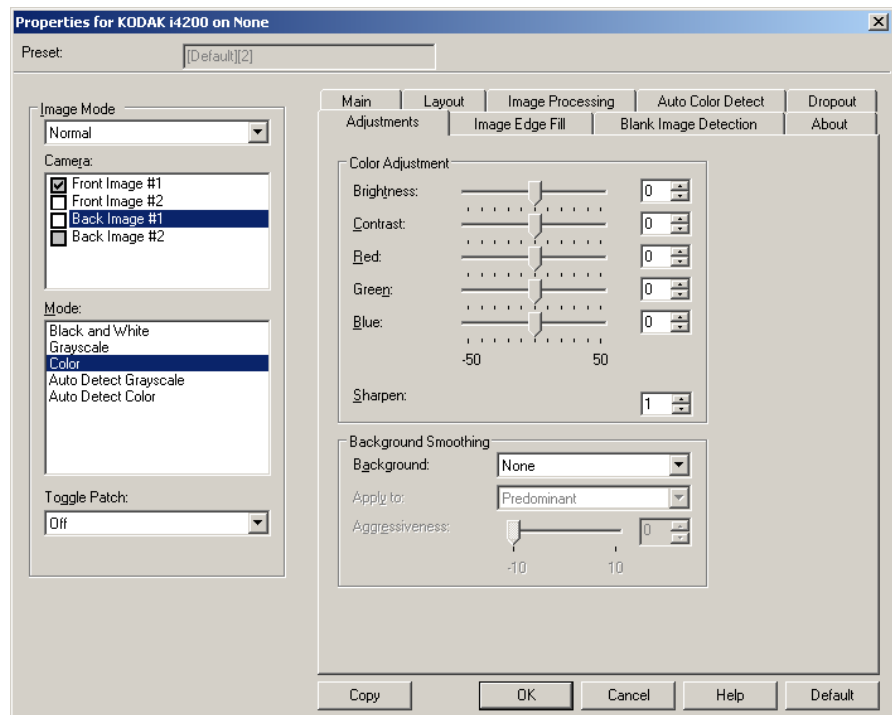 Properties for KODAK i4200 on None
Preset:
[Default][2]
Image Mode
Normal
Camera:
Front Image #1
Front Image #2
Back Image #1
Back Image #2
Mode:
Black and White
Grayscale
Color
Auto Detect Grayscale
Auto Detect Color
Toggle Patch:
Off
Main Layout Image Processing Auto Color Detect Dropout
Adjustments Image Edge Fill Blank Image Detection About
Color Adjustment
Brightness: 0
Contrast: 0
Red: 0
Green: 0
Blue: 0
-50 50
Sharpen: 1
Background Smoothing
Background: None
Apply to: Predominant
Aggressiveness: 0
-10 10
Copy OK Cancel Help Default